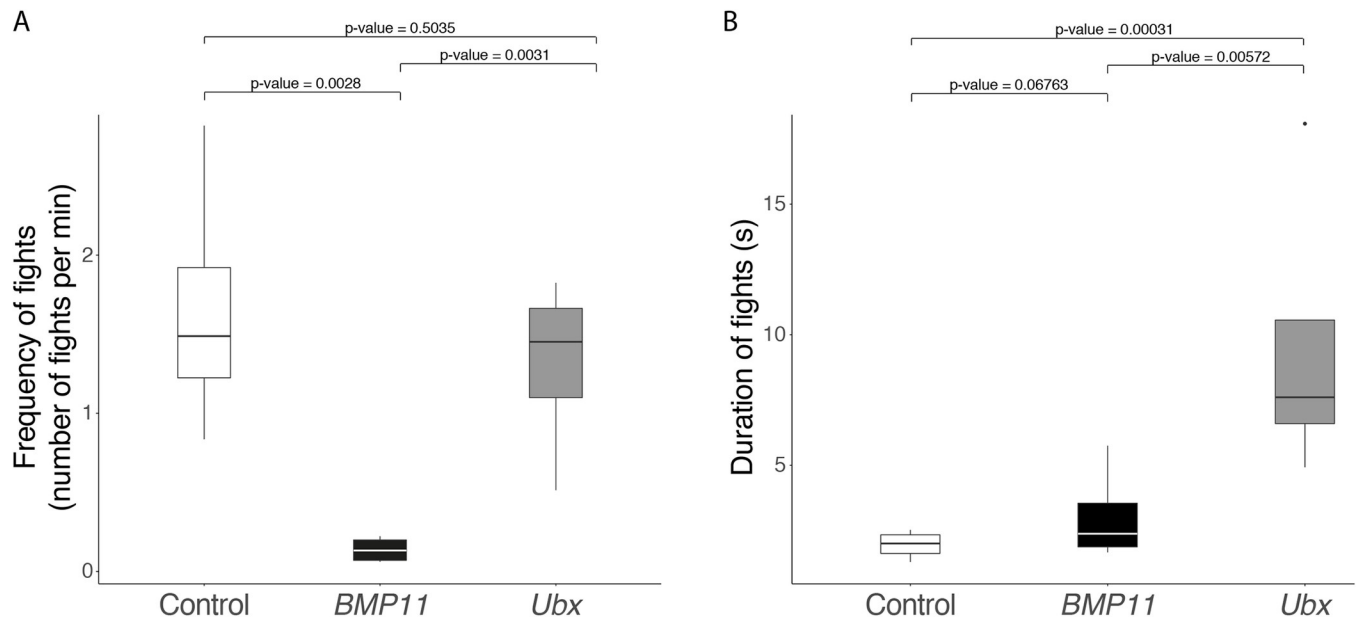 A
p-value = 0.5035
p-value = 0.0031
p-value = 0.0028
Frequency of fights
(number of fights per min)
2
1
0
Control
BMP11
Ubx
B
p-value = 0.00031
p-value = 0.00572
p-value = 0.06763
Duration of fights (s)
15
10
5
Control
BMP11
Ubx